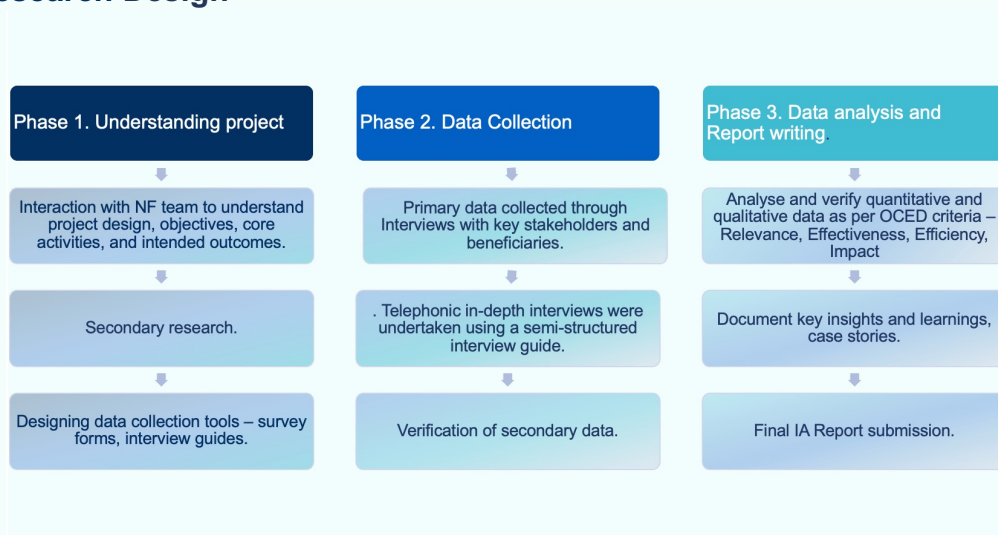 Research Design
Phase 1. Understanding project
Interaction with NF team to understand
project design, objectives, core
activities, and intended outcomes.
Secondary research.
Designing data collection tools – survey
forms, interview guides.
Phase 2. Data Collection
Primary data collected through
Interviews with key stakeholders and
beneficiaries.
. Telephonic in-depth interviews were
undertaken using a semi-structured
interview guide.
Verification of secondary data.
Phase 3. Data analysis and
Report writing.
Analyse and verify quantitative and
qualitative data as per OCED criteria –
Relevance, Effectiveness, Efficiency,
Impact
Document key insights and learnings,
case stories.
Final IA Report submission.